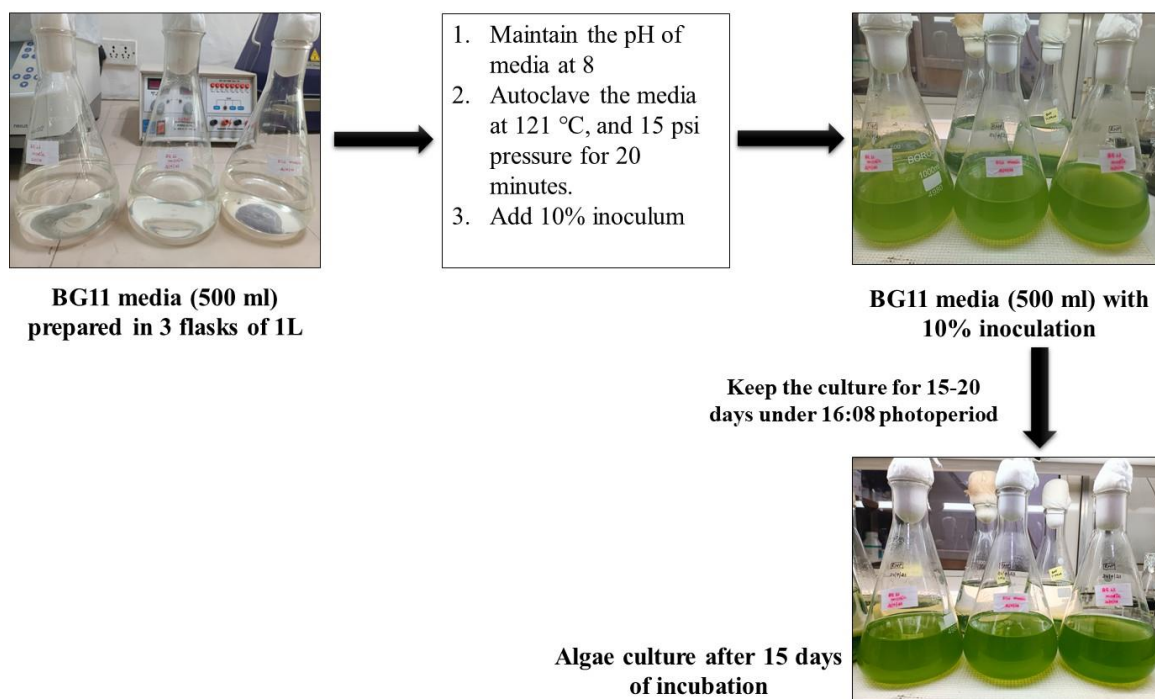 1. Maintain the pH of
media at 8
2. Autoclave the media
at 121 °C, and 15 psi
pressure for 20
minutes.
3. Add 10% inoculum
BG11 media (500 ml)
prepared in 3 flasks of 1L
BG11 media (500 ml) with
10% inoculation
Keep the culture for 15-20
days under 16:08 photoperiod
Algae culture after 15 days
of incubation